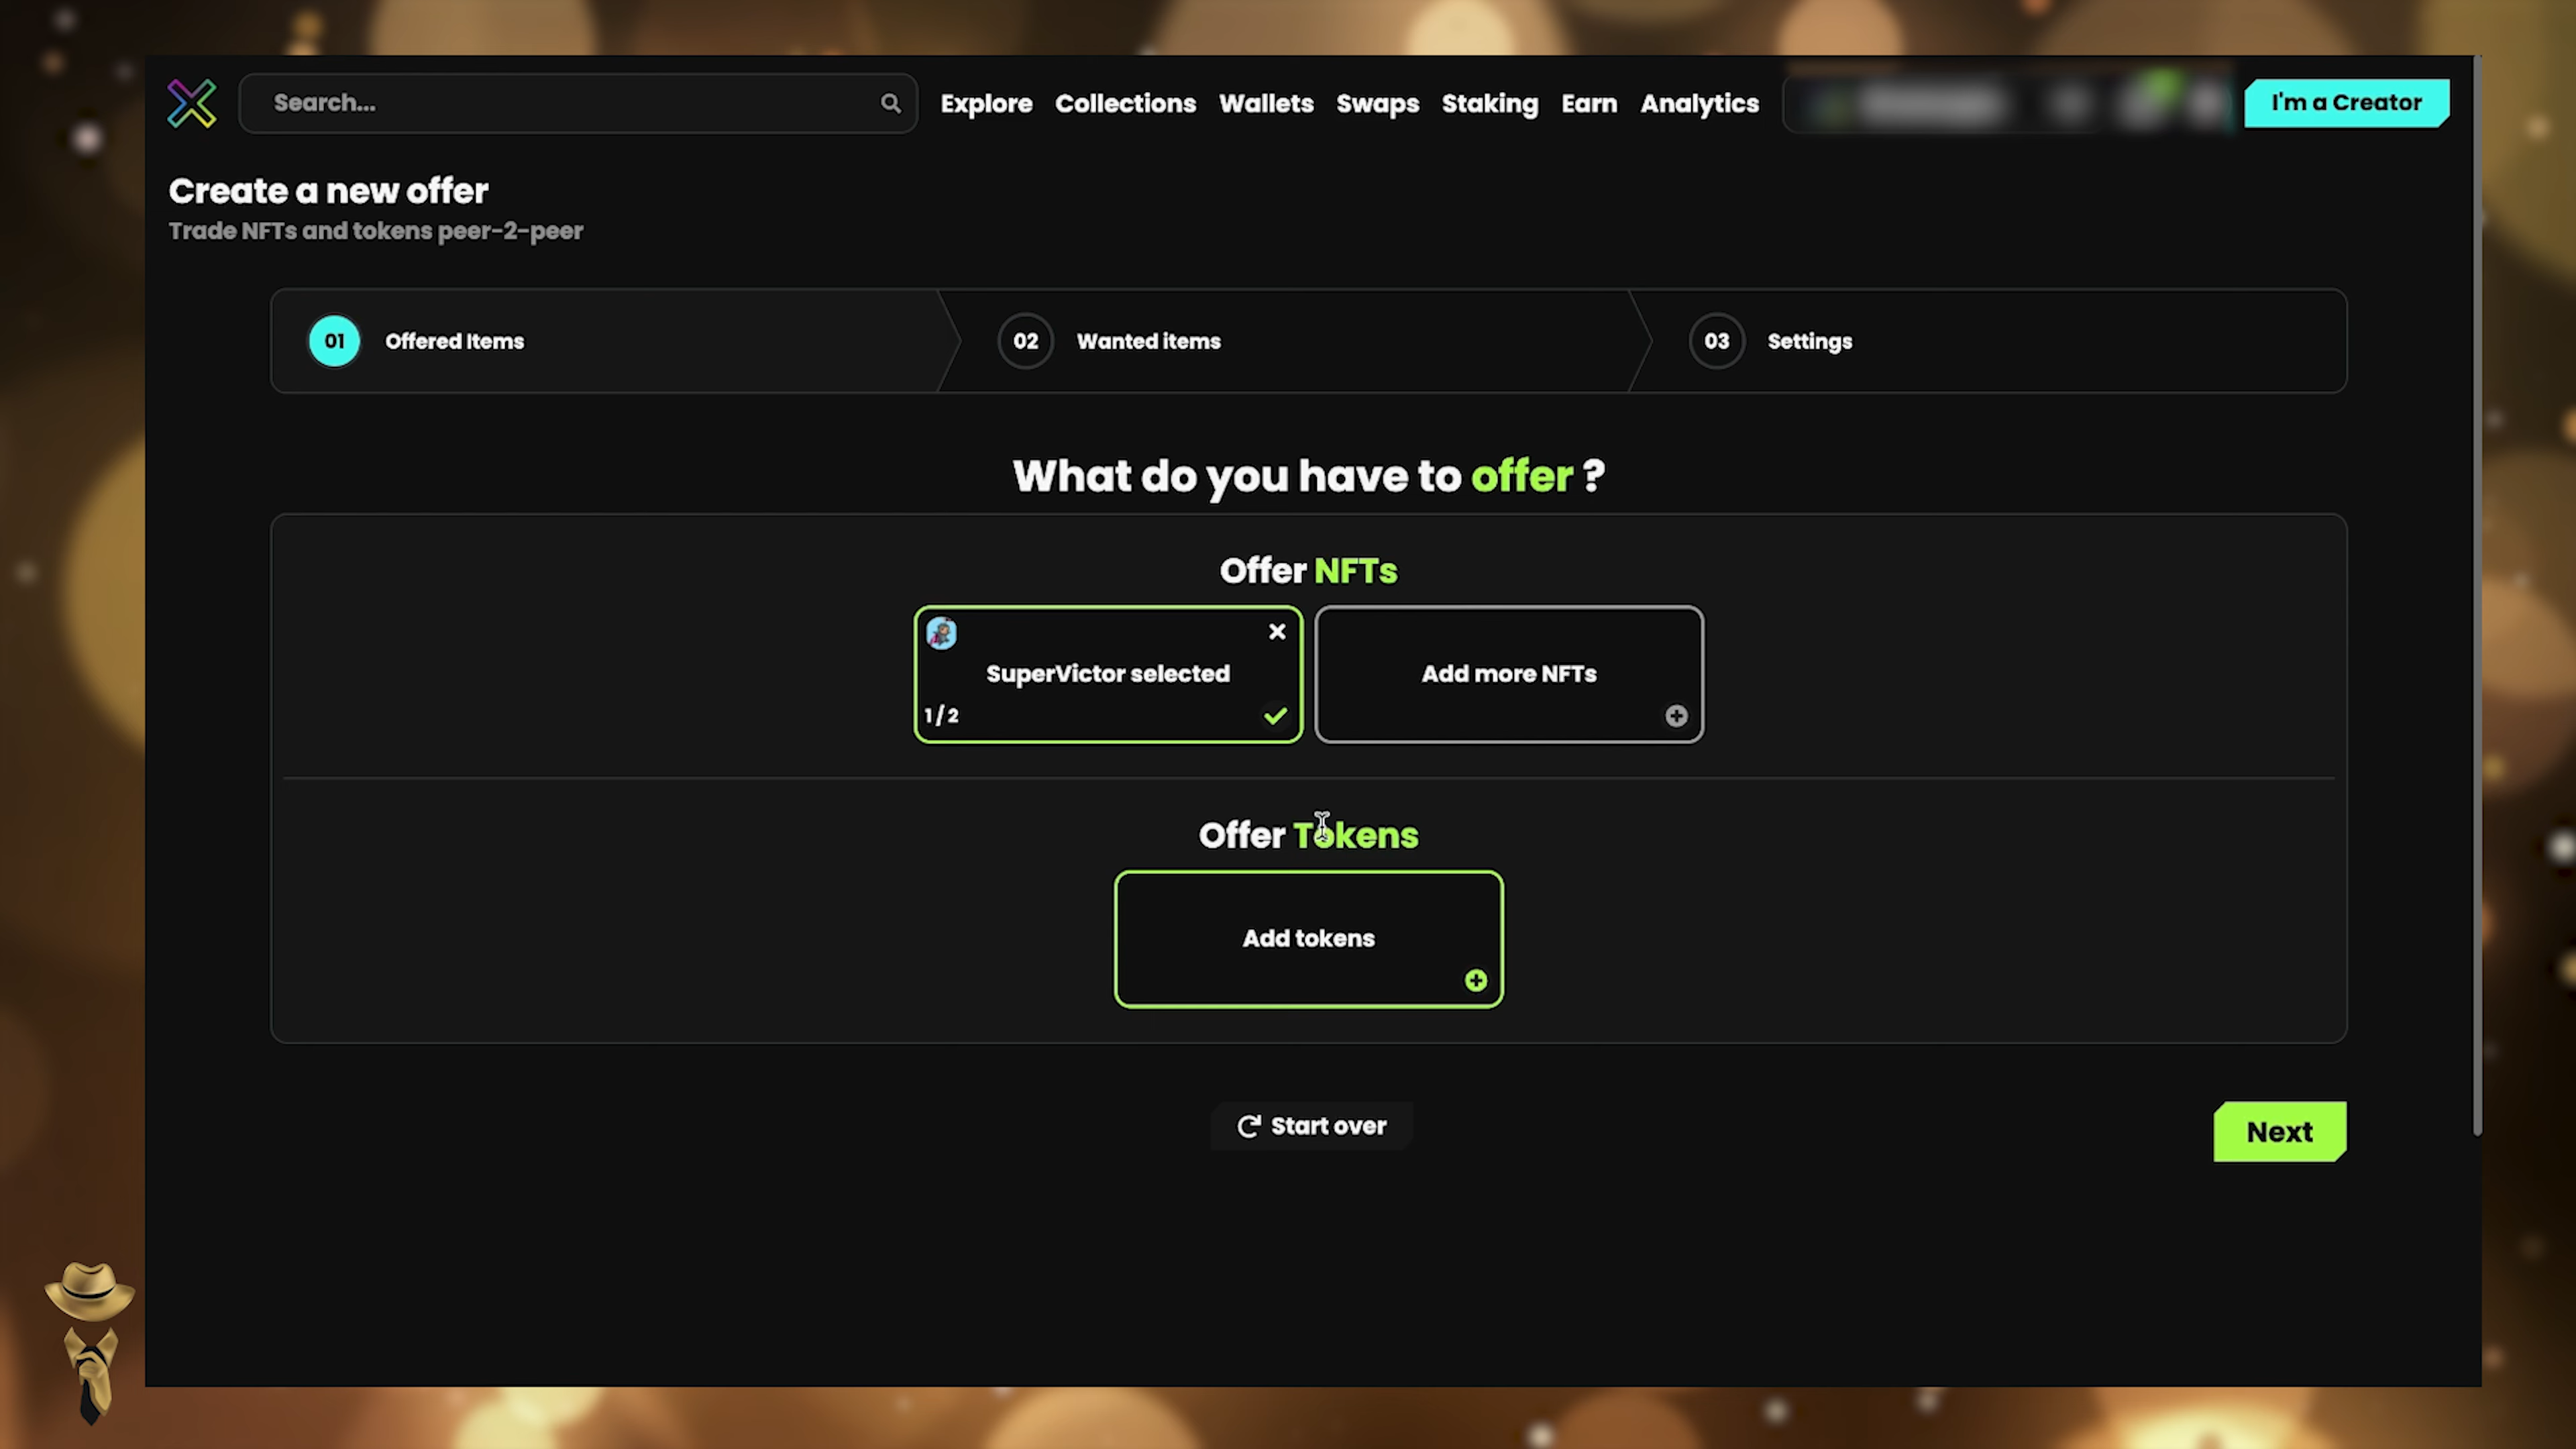 Search...
Explore
Collections
Wallets
Swaps
Staking
Earn
Analytics
I'm a Creator
Create a new offer
Trade NFTs and tokens peer-2-peer
01 Offered Items
02 Wanted items
03 Settings
What do you have to offer ?
Offer NFTs
SuperVictor selected
1 / 2
Add more NFTs
Offer Tokens
Add tokens
Start over
Next